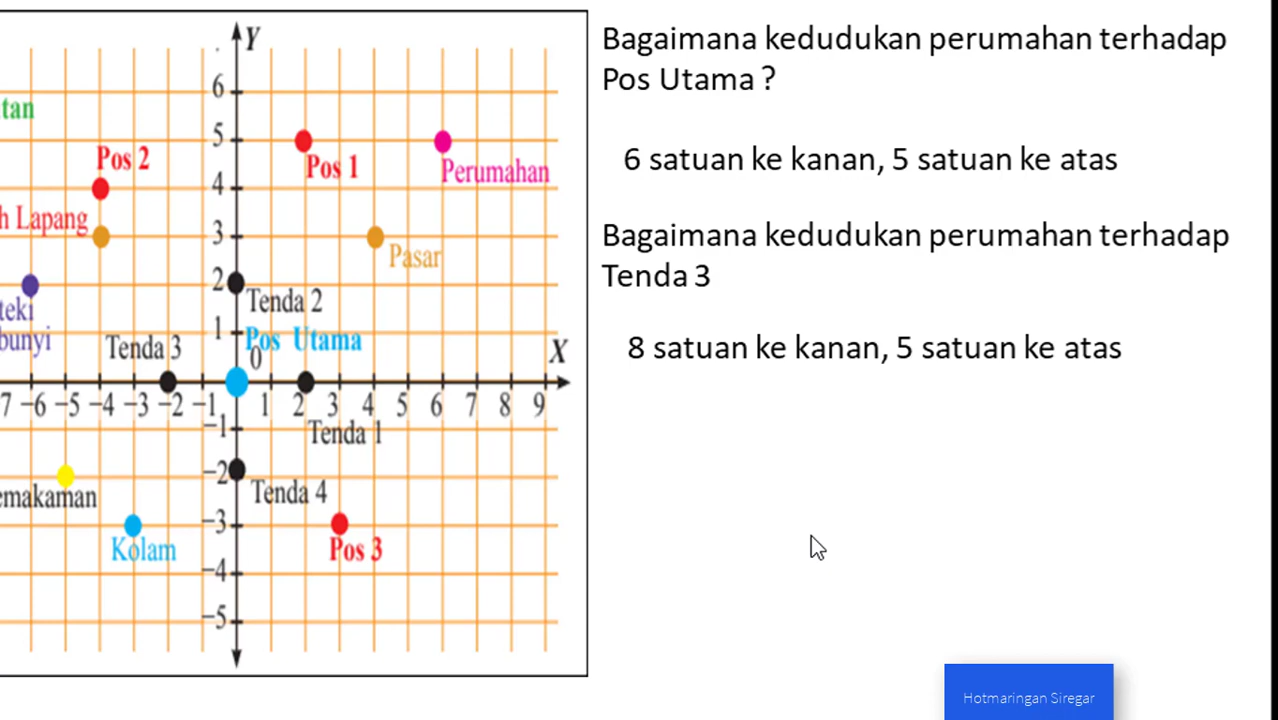 Y
6
5
4
3
2
1
0
X
7 −6 −5 −4 −3 −2 −1
1 2 3 4 5 6 7 8 9
−1
−2
−3
−4
−5
tan
Pos 2
Pos 1
Perumahan
h Lapang
Pasar
teki
bunyi
Tenda 2
Tenda 3
Pos Utama
Tenda 1
emakaman
Tenda 4
Kolam
Pos 3
Bagaimana kedudukan perumahan terhadap
Pos Utama ?
6 satuan ke kanan, 5 satuan ke atas
Bagaimana kedudukan perumahan terhadap
Tenda 3
8 satuan ke kanan, 5 satuan ke atas
Hotmaringan Siregar